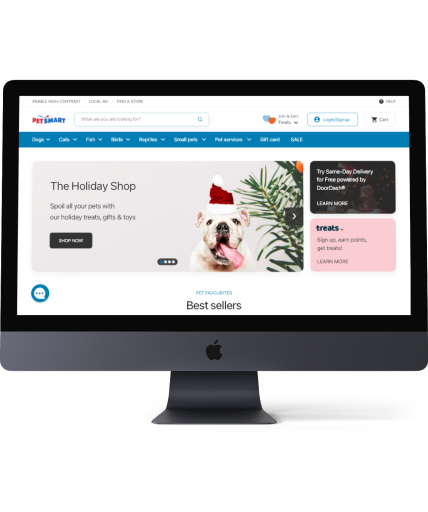 ENABLE HIGH-CONTRAST LOCAL AD FIND A STORE HELP
PETSMART
What are you are looking for?
Join & Earn
Treats
Login/Signup
Cart
Dogs Cats Fish Birds Reptiles Small pets Pet services Gift card SALE
The Holiday Shop
Spoil all your pets with
our holiday treats, gifts & toys
SHOP NOW
Try Same-Day Delivery
for Free powered by
DoorDash®
LEARN MORE
treats
Sign up, earn points,
get treats!
LEARN MORE
PET FAVOURITES
Best sellers